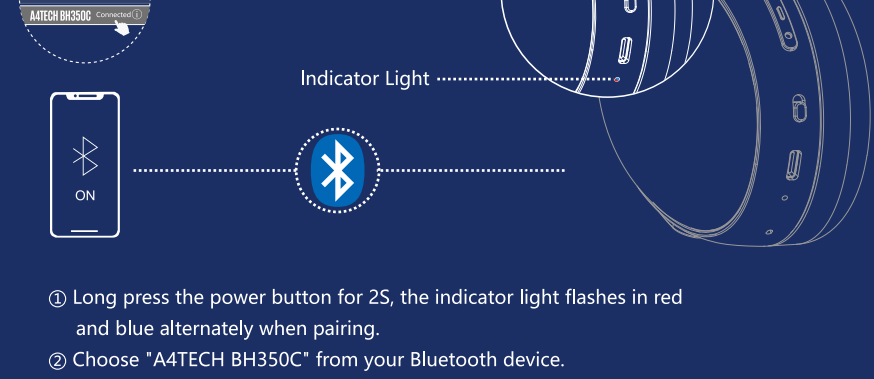 A4TECH BH350C Connected ⓘ
Indicator Light
ON
① Long press the power button for 2S, the indicator light flashes in red
and blue alternately when pairing.
② Choose "A4TECH BH350C" from your Bluetooth device.